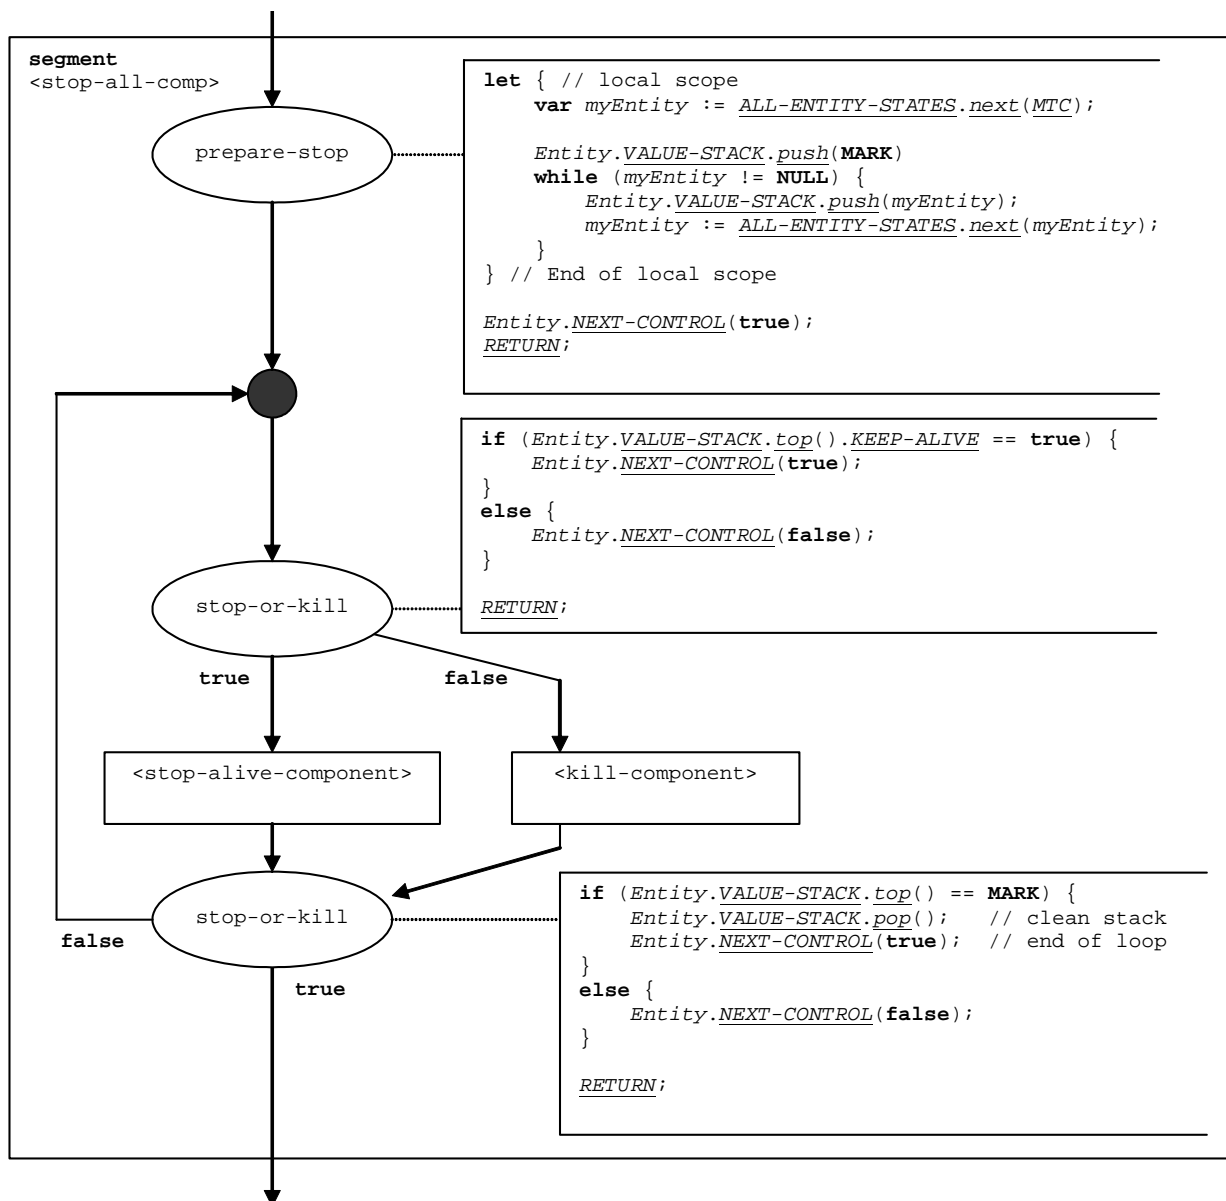 segment
<stop-all-comp>
prepare-stop
let { // local scope
    var myEntity := ALL-ENTITY-STATES.next(MTC);
    Entity.VALUE-STACK.push(MARK)
    while (myEntity != NULL) {
        Entity.VALUE-STACK.push(myEntity);
        myEntity := ALL-ENTITY-STATES.next(myEntity);
    }
} // End of local scope
Entity.NEXT-CONTROL(true);
RETURN;
if (Entity.VALUE-STACK.top().KEEP-ALIVE == true) {
    Entity.NEXT-CONTROL(true);
}
else {
    Entity.NEXT-CONTROL(false);
}
RETURN;
stop-or-kill
true
false
<stop-alive-component>
<kill-component>
stop-or-kill
false
true
if (Entity.VALUE-STACK.top() == MARK) {
    Entity.VALUE-STACK.pop();   // clean stack
    Entity.NEXT-CONTROL(true);  // end of loop
}
else {
    Entity.NEXT-CONTROL(false);
}
RETURN;